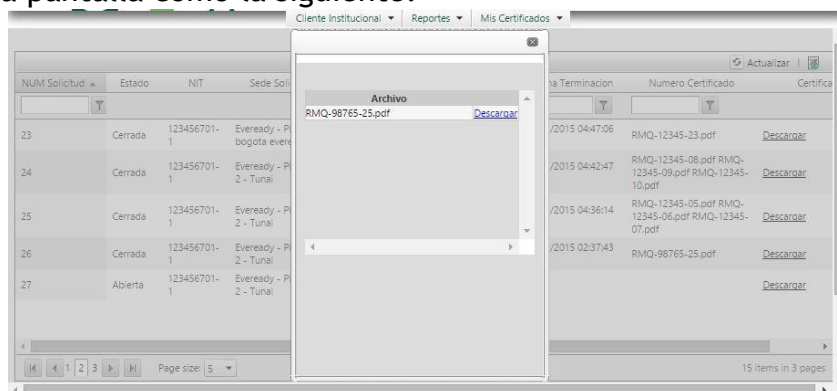 a pantalla como la siguiente:
Cliente Institucional Reportes Mis Certificados
Actualizar |
NUM Solicitud Estado NIT Sede Soli Terminacion Numero Certificado Certifica
Archivo
RMQ-98765-25.pdf Descargar
23 Cerrada 123456701-1 Eveready - Pl bogota evere /2015 04:47:06 RMQ-12345-23.pdf Descargar
24 Cerrada 123456701-1 Eveready - Pl 2 - Tunal /2015 04:42:47 RMQ-12345-08.pdf RMQ-12345-09.pdf RMQ-12345-10.pdf Descargar
25 Cerrada 123456701-1 Eveready - Pl 2 - Tunal /2015 04:36:14 RMQ-12345-05.pdf RMQ-12345-06.pdf RMQ-12345-07.pdf Descargar
26 Cerrada 123456701-1 Eveready - Pl 2 - Tunal /2015 02:37:43 RMQ-98765-25.pdf Descargar
27 Abierta 123456701-1 Eveready - Pl 2 - Tunal Descargar
1 2 3 Page size: 5 15 items in 3 pages